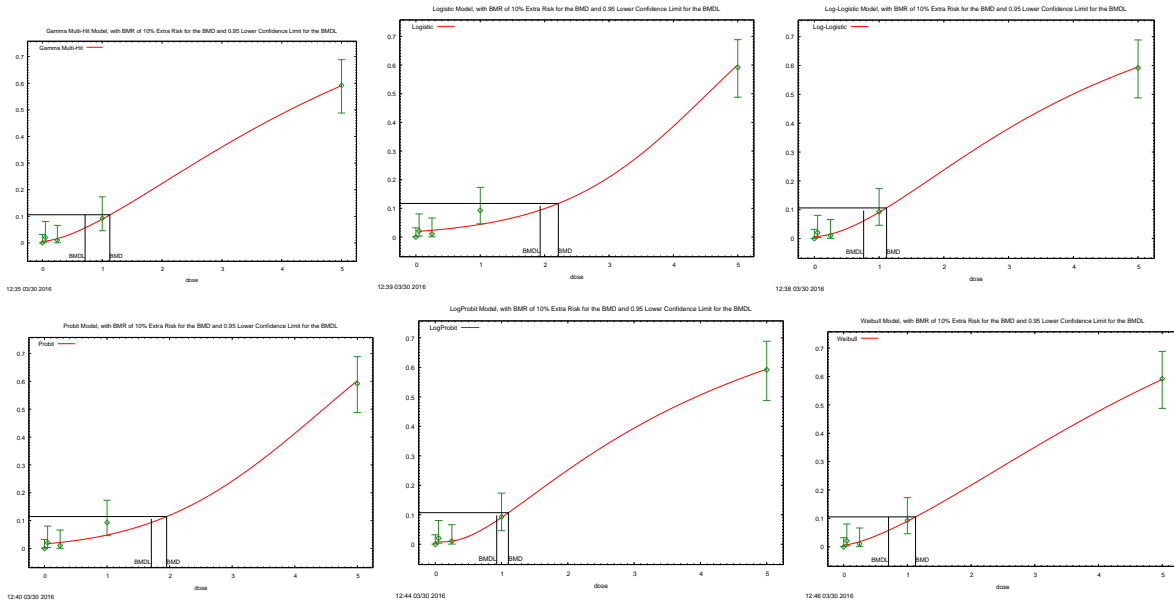 Gamma Multi-Hit Model, with BMR of 10% Extra Risk for the BMD and 0.95 Lower Confidence Limit for the BMDL
Gamma Multi-Hit
0.7
0.6
0.5
0.4
0.3
0.2
0.1
0
BMDL
BMD
0
1
2
3
4
5
dose
12:35 03/30 2016
Logistic Model, with BMR of 10% Extra Risk for the BMD and 0.95 Lower Confidence Limit for the BMDL
Logistic
0.7
0.6
0.5
0.4
0.3
0.2
0.1
0
BMDL
BMD
0
1
2
3
4
5
dose
12:39 03/30 2016
Log-Logistic Model, with BMR of 10% Extra Risk for the BMD and 0.95 Lower Confidence Limit for the BMDL
Log-Logistic
0.7
0.6
0.5
0.4
0.3
0.2
0.1
0
BMDL
BMD
0
1
2
3
4
5
dose
12:38 03/30 2016
Probit Model, with BMR of 10% Extra Risk for the BMD and 0.95 Lower Confidence Limit for the BMDL
Probit
0.7
0.6
0.5
0.4
0.3
0.2
0.1
0
BMDL
BMD
0
1
2
3
4
5
dose
12:40 03/30 2016
LogProbit Model, with BMR of 10% Extra Risk for the BMD and 0.95 Lower Confidence Limit for the BMDL
LogProbit
0.7
0.6
0.5
0.4
0.3
0.2
0.1
0
BMDL
BMD
0
1
2
3
4
5
dose
12:44 03/30 2016
Weibull Model, with BMR of 10% Extra Risk for the BMD and 0.95 Lower Confidence Limit for the BMDL
Weibull
0.7
0.6
0.5
0.4
0.3
0.2
0.1
0
BMDL
BMD
0
1
2
3
4
5
dose
12:46 03/30 2016